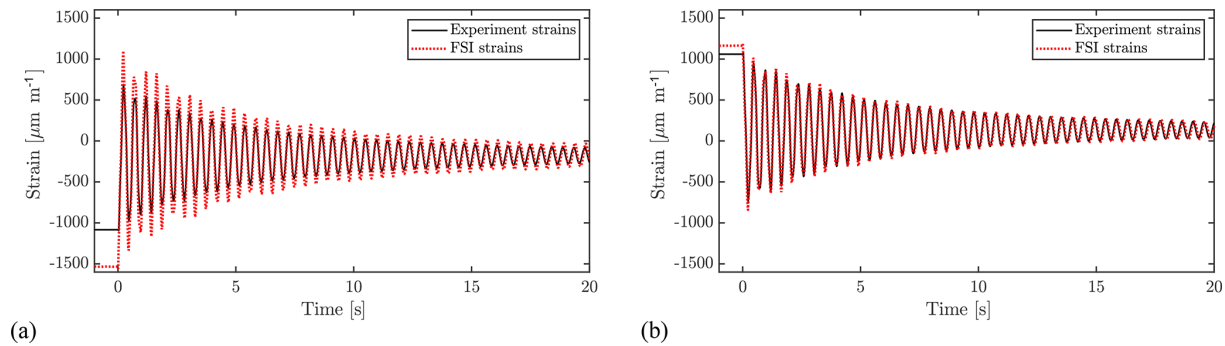 1500
1000
500
0
-500
-1000
-1500
Strain [μm m⁻¹]
Experiment strains
FSI strains
0 5 10 15 20
Time [s]
(a)
1500
1000
500
0
-500
-1000
-1500
Strain [μm m⁻¹]
Experiment strains
FSI strains
0 5 10 15 20
Time [s]
(b)